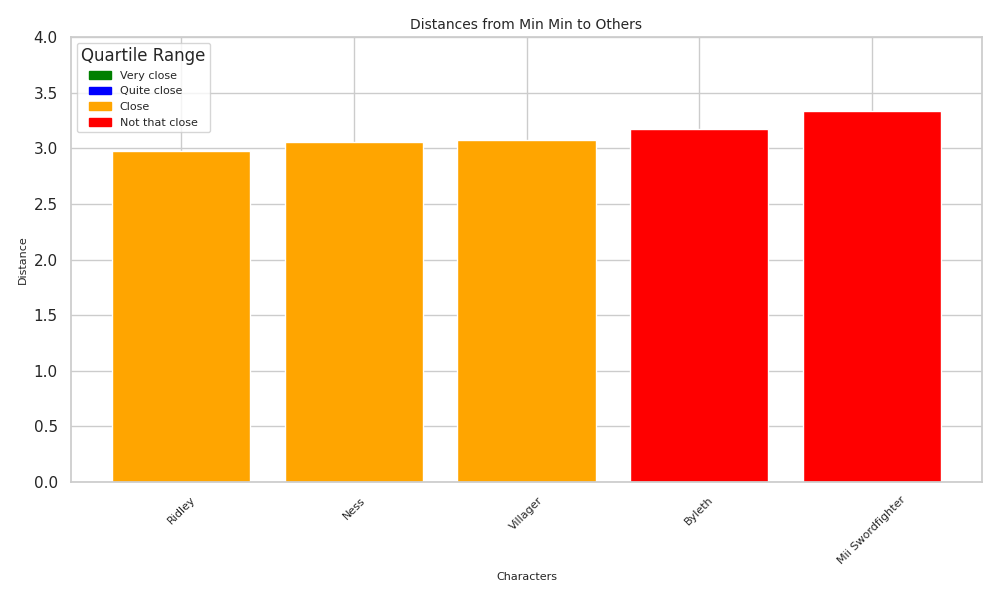 Distances from Min Min to Others
Quartile Range
Very close
Quite close
Close
Not that close
4.0
3.5
3.0
2.5
2.0
1.5
1.0
0.5
0.0
Distance
Ridley
Ness
Villager
Byleth
Mii Swordfighter
Characters